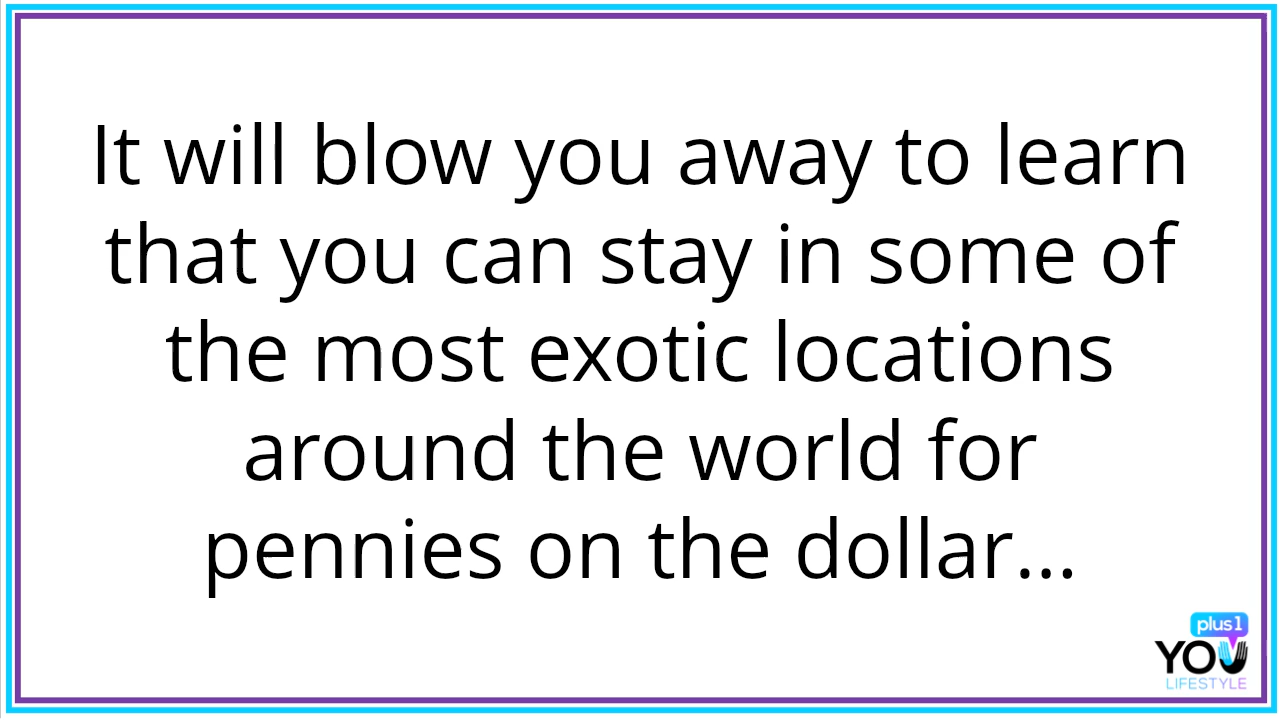 It will blow you away to learn
that you can stay in some of
the most exotic locations
around the world for
pennies on the dollar...
plus1
YOU
LIFESTYLE